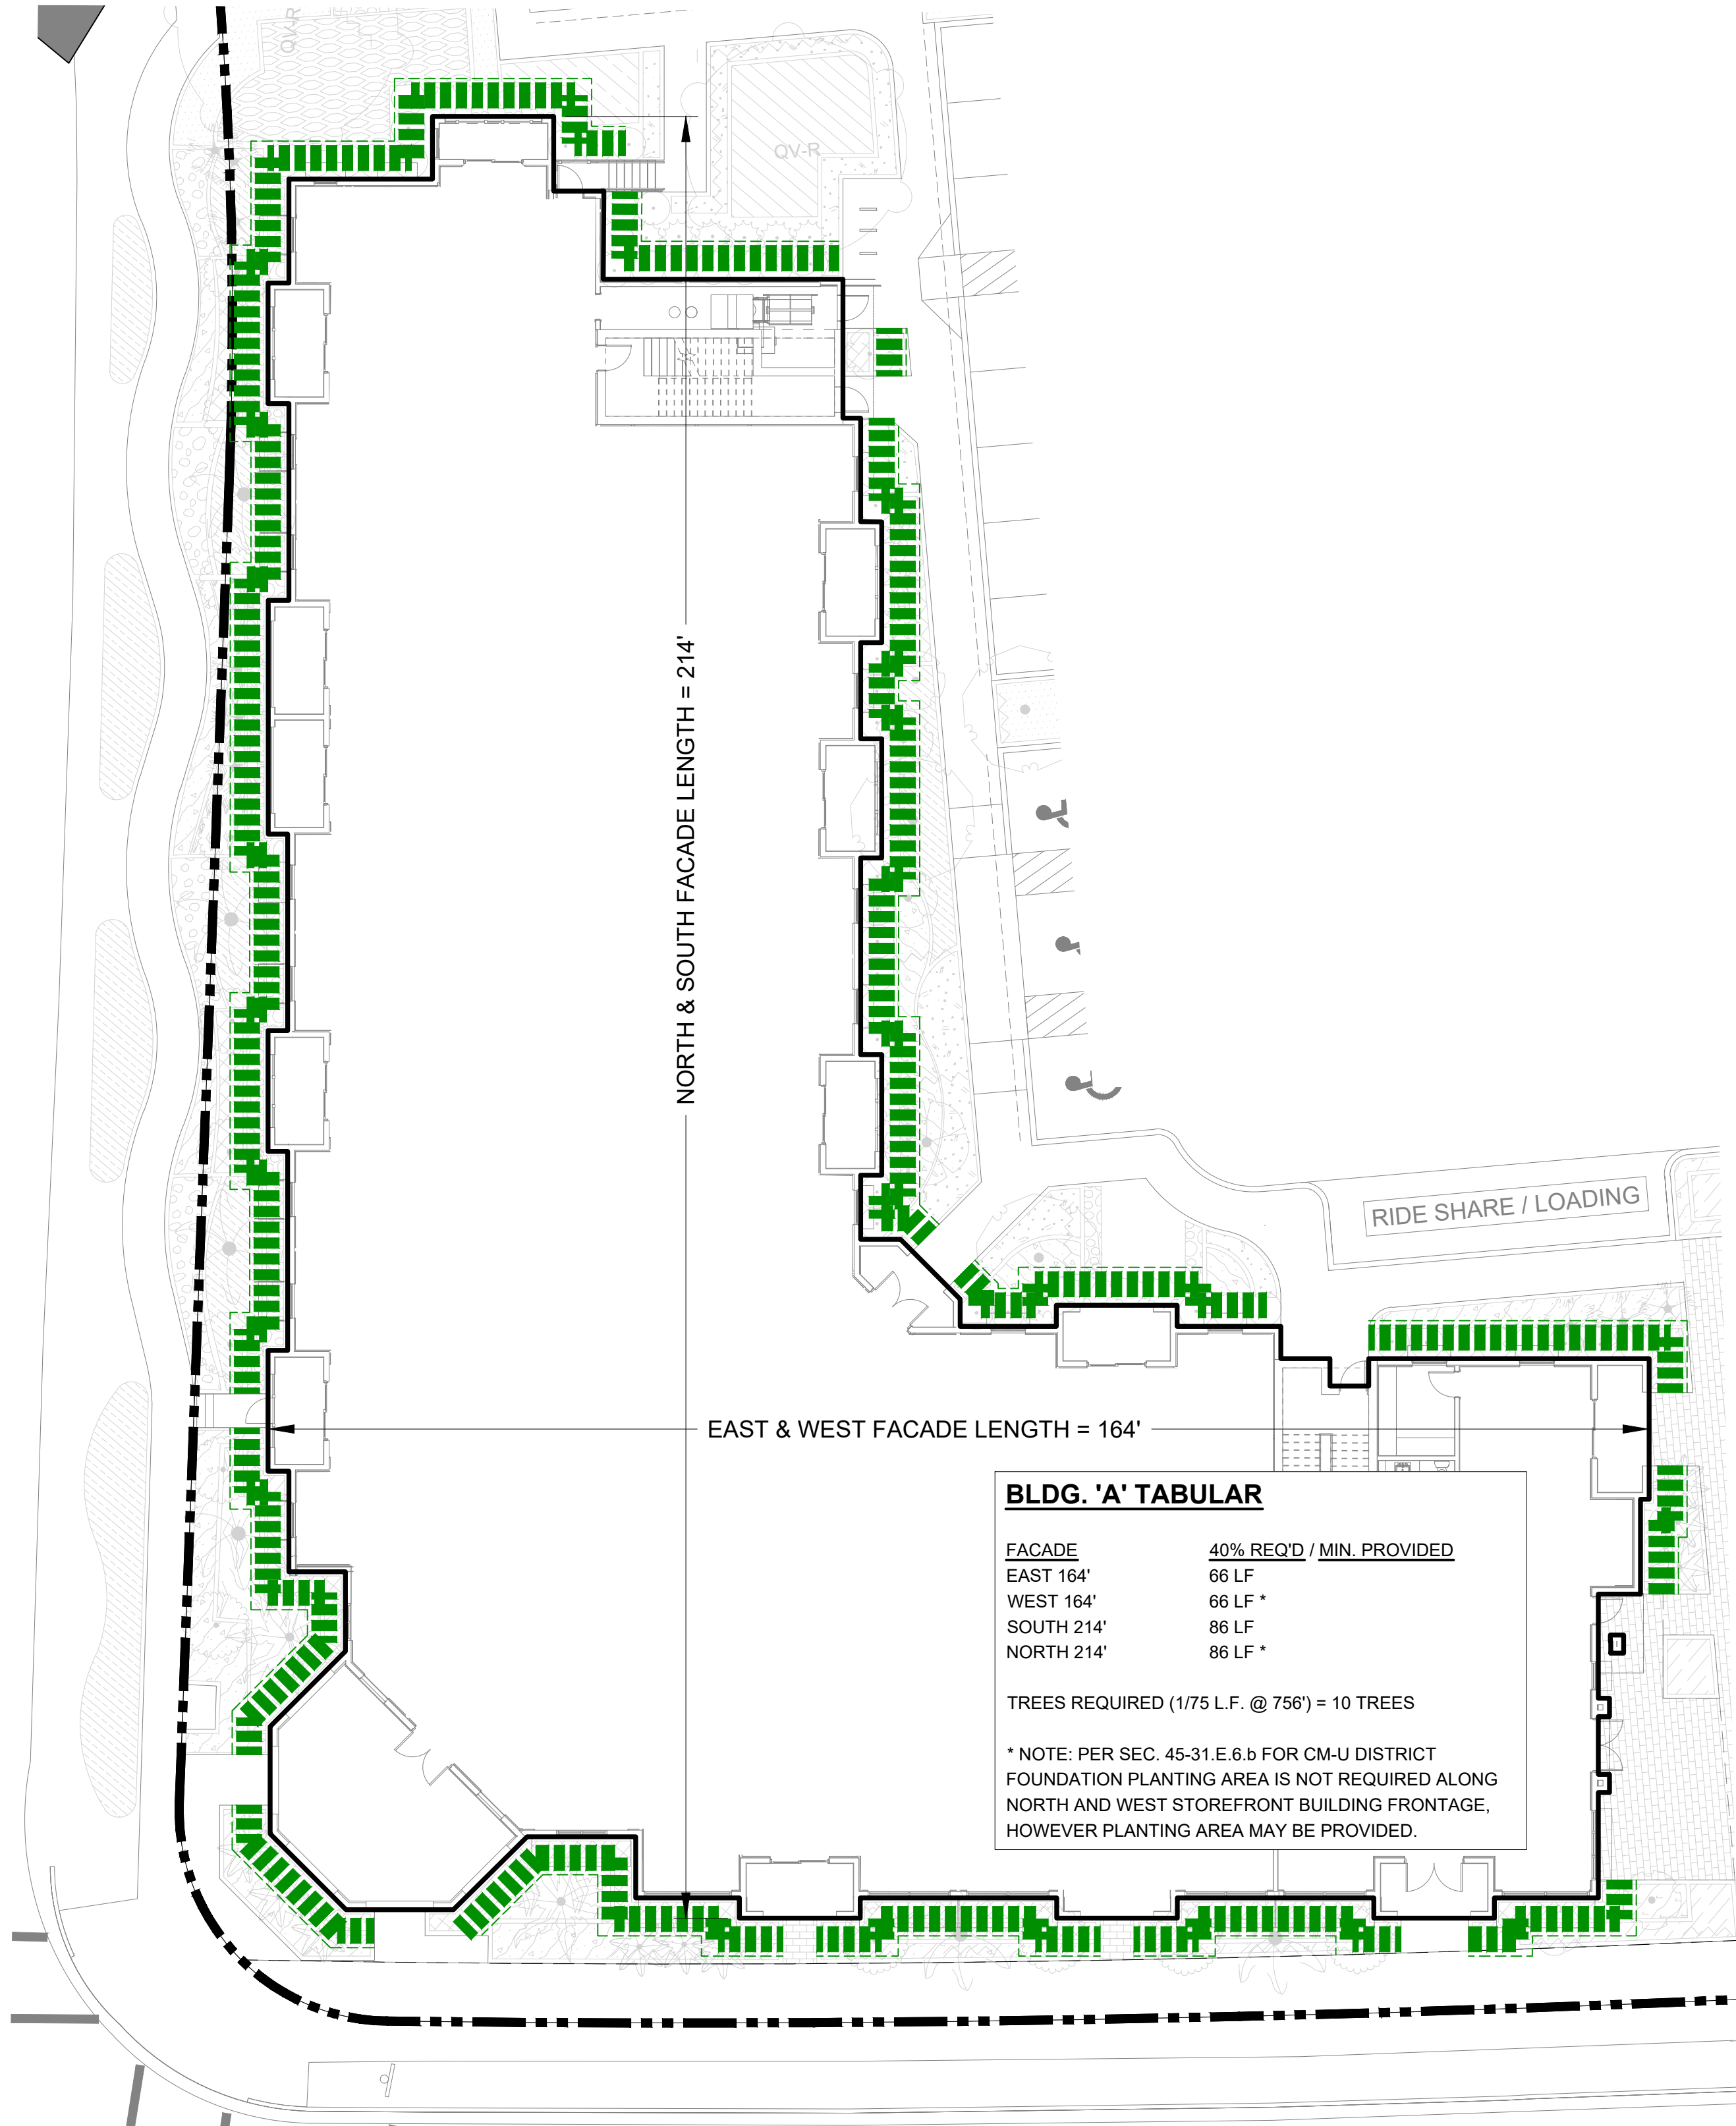 QV-R
QV-R
NORTH & SOUTH FACADE LENGTH = 214'
RIDE SHARE / LOADING
EAST & WEST FACADE LENGTH = 164'
BLDG. 'A' TABULAR
FACADE 40% REQ'D / MIN. PROVIDED
EAST 164' 66 LF
WEST 164' 66 LF *
SOUTH 214' 86 LF
NORTH 214' 86 LF *
TREES REQUIRED (1/75 L.F. @ 756') = 10 TREES
* NOTE: PER SEC. 45-31.E.6.b FOR CM-U DISTRICT
FOUNDATION PLANTING AREA IS NOT REQUIRED ALONG
NORTH AND WEST STOREFRONT BUILDING FRONTAGE,
HOWEVER PLANTING AREA MAY BE PROVIDED.